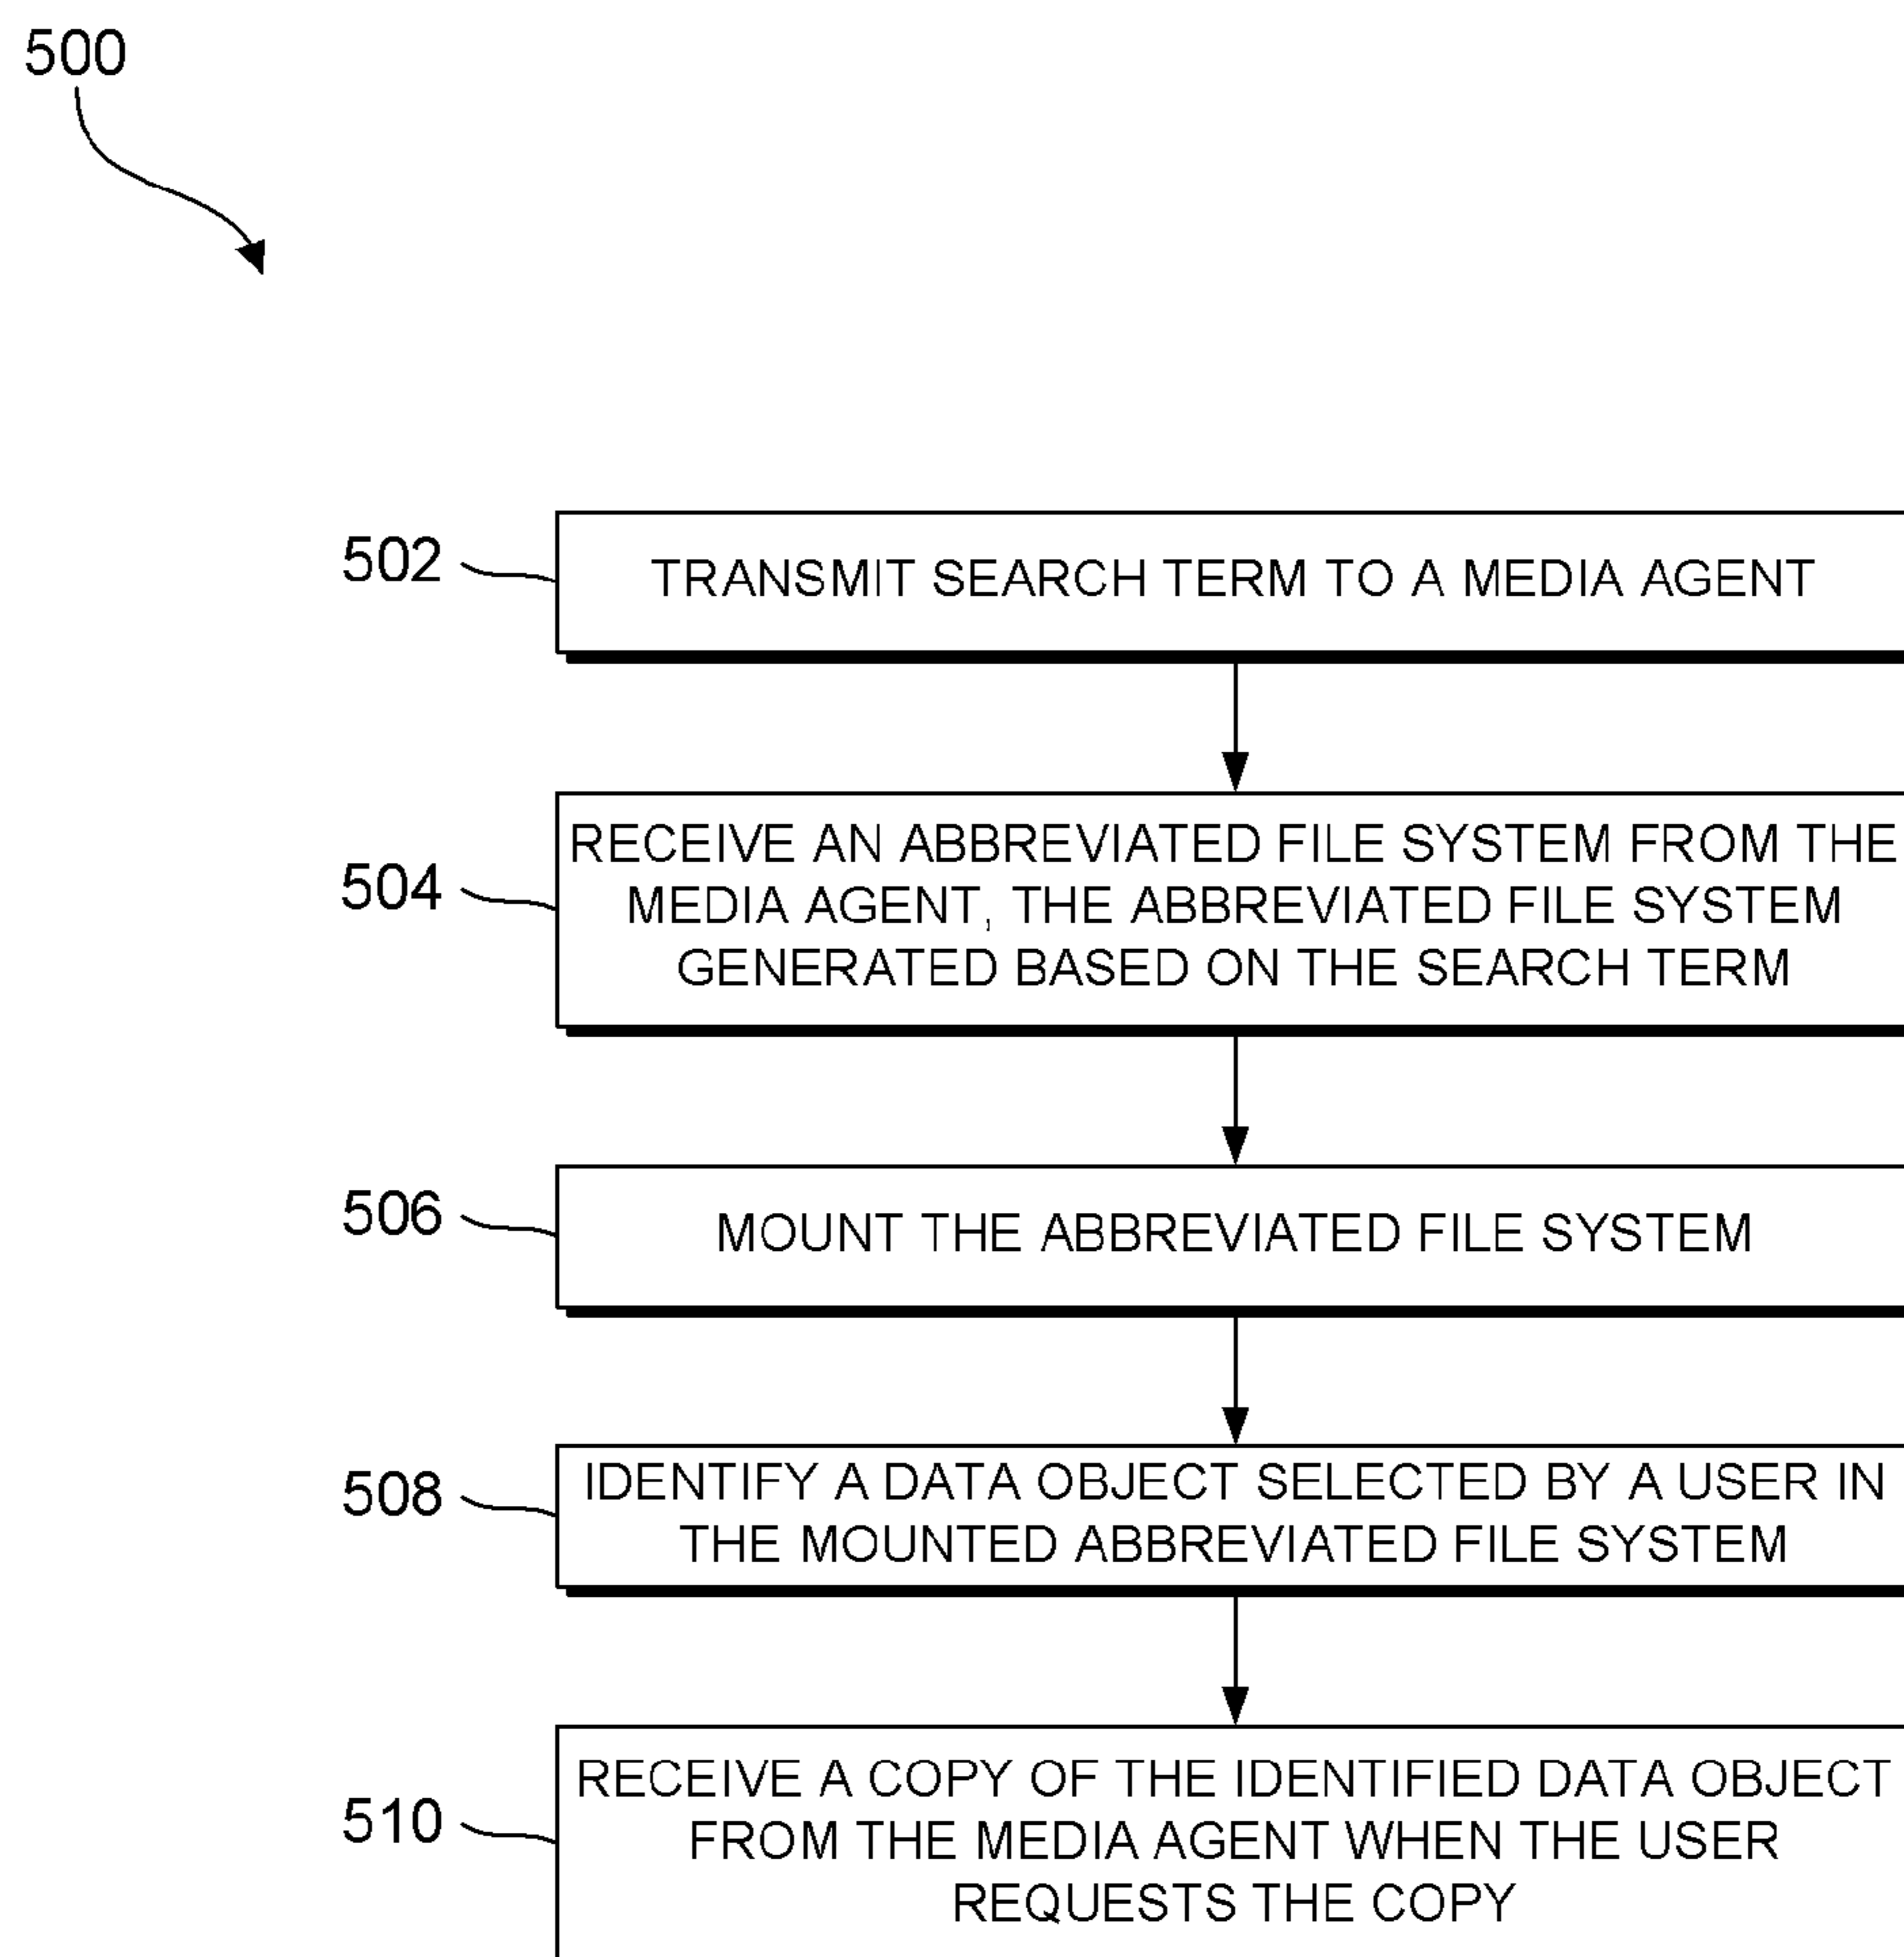 500
502
TRANSMIT SEARCH TERM TO A MEDIA AGENT
504
RECEIVE AN ABBREVIATED FILE SYSTEM FROM THE
MEDIA AGENT, THE ABBREVIATED FILE SYSTEM
GENERATED BASED ON THE SEARCH TERM
506
MOUNT THE ABBREVIATED FILE SYSTEM
508
IDENTIFY A DATA OBJECT SELECTED BY A USER IN
THE MOUNTED ABBREVIATED FILE SYSTEM
510
RECEIVE A COPY OF THE IDENTIFIED DATA OBJECT
FROM THE MEDIA AGENT WHEN THE USER
REQUESTS THE COPY